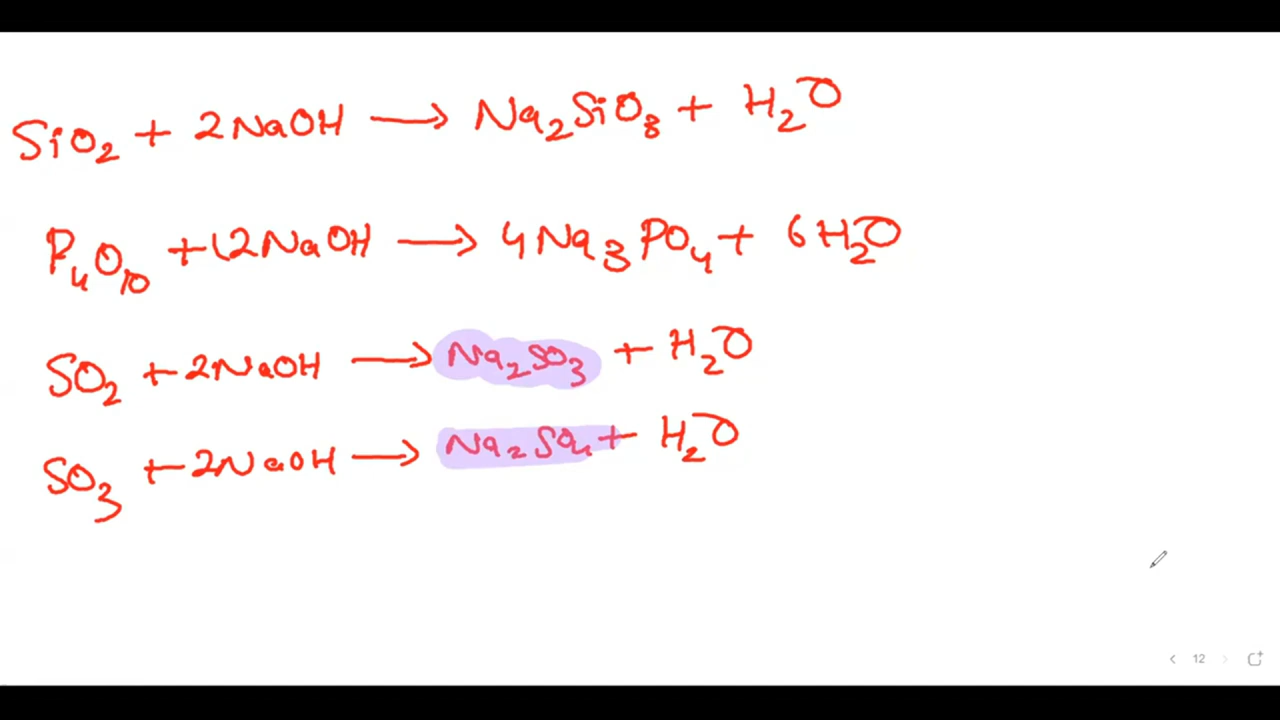 SiO₂ + 2NaOH → Na₂SiO₃ + H₂O
P₄O₁₀ + 12NaOH → 4Na₃PO₄ + 6H₂O
SO₂ + 2NaOH → Na₂SO₃ + H₂O
SO₃ + 2NaOH → Na₂SO₄ + H₂O
12